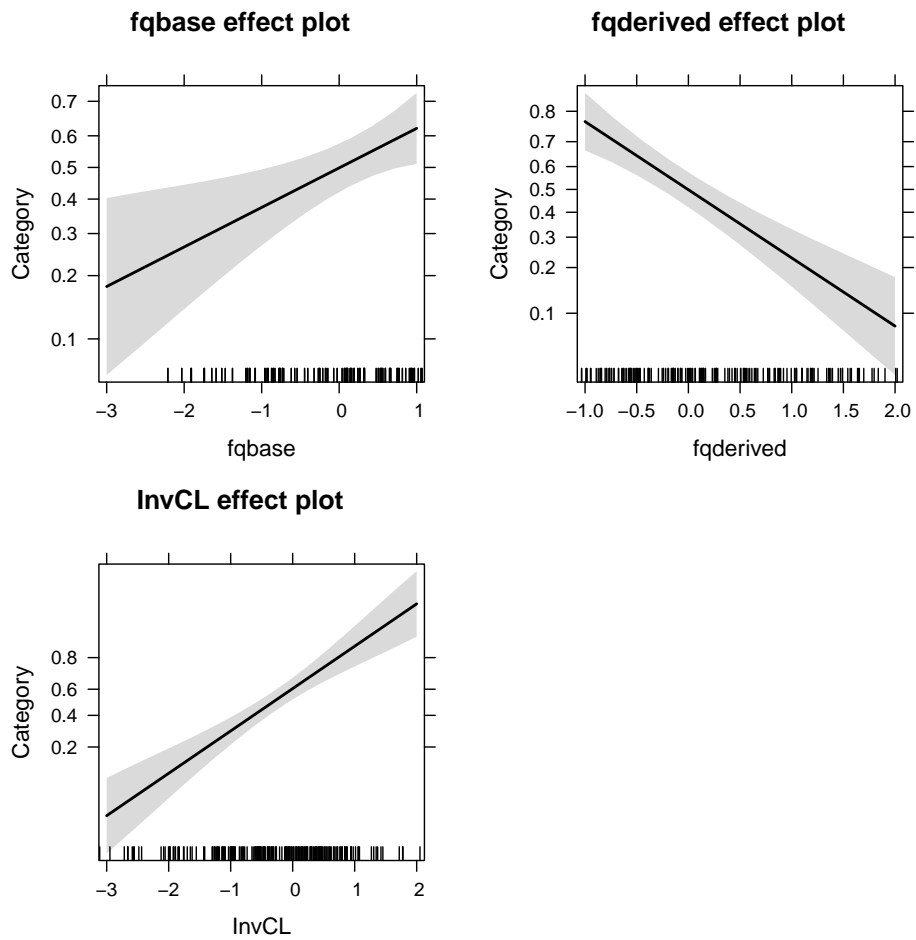 fqbase effect plot
Category
0.7
0.6
0.5
0.4
0.3
0.2
0.1
−3 −2 −1 0 1
fqbase
fqderived effect plot
Category
0.8
0.7
0.6
0.5
0.4
0.3
0.2
0.1
−1.0 −0.5 0.0 0.5 1.0 1.5 2.0
fqderived
InvCL effect plot
Category
0.8
0.6
0.4
0.2
−3 −2 −1 0 1 2
InvCL